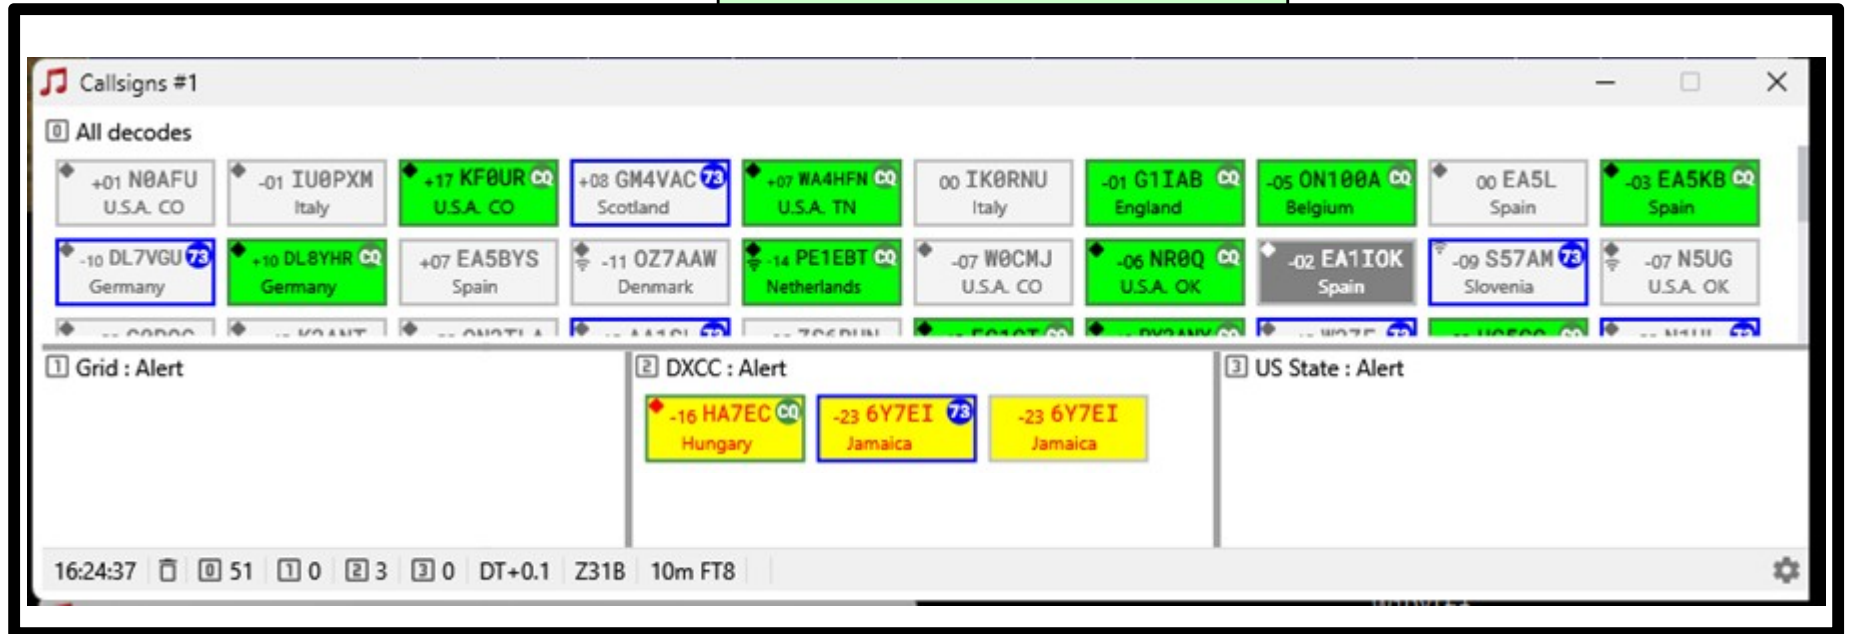 Callsigns #1
0 All decodes
+01 N0AFU
U.S.A. CO
-01 IU0PXM
Italy
+17 KF0UR CQ
U.S.A. CO
+08 GM4VAC 73
Scotland
+07 WA4HFN CQ
U.S.A. TN
00 IK0RNU
Italy
-01 G1IAB CQ
England
-05 ON100A CQ
Belgium
00 EA5L
Spain
-03 EA5KB CQ
Spain
-10 DL7VGU 73
Germany
+10 DL8YHR CQ
Germany
+07 EA5BYS
Spain
-11 OZ7AAW
Denmark
-14 PE1EBT CQ
Netherlands
-07 W0CMJ
U.S.A. CO
-06 NR0Q CQ
U.S.A. OK
-02 EA1IOK
Spain
-09 S57AM 73
Slovenia
-07 N5UG
U.S.A. OK
1 Grid : Alert
2 DXCC : Alert
-16 HA7EC CQ
Hungary
-23 6Y7EI 73
Jamaica
-23 6Y7EI
Jamaica
3 US State : Alert
16:24:37 0 51 1 0 2 3 3 0 DT+0.1 Z31B 10m FT8